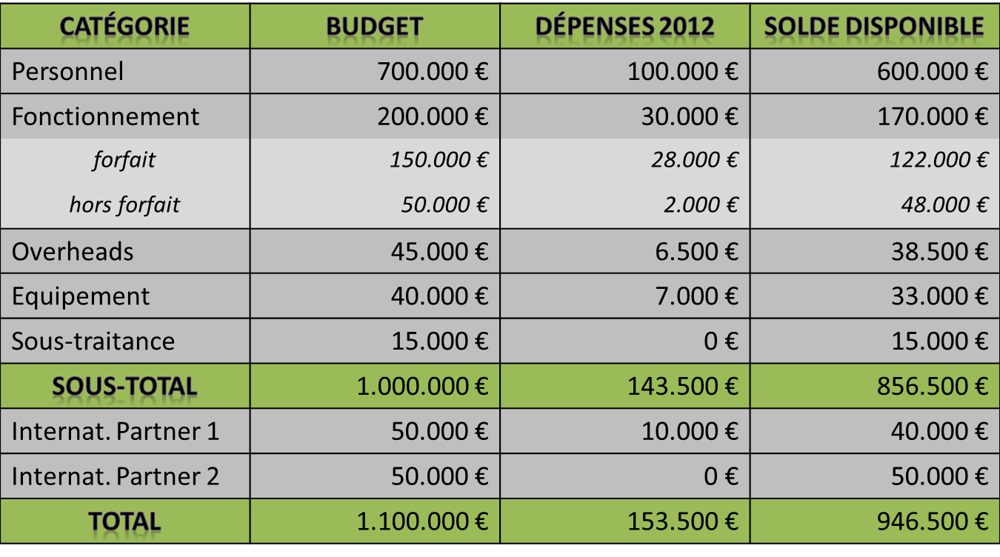 CATÉGORIE BUDGET DÉPENSES 2012 SOLDE DISPONIBLE
Personnel 700.000 € 100.000 € 600.000 €
Fonctionnement 200.000 € 30.000 € 170.000 €
forfait 150.000 € 28.000 € 122.000 €
hors forfait 50.000 € 2.000 € 48.000 €
Overheads 45.000 € 6.500 € 38.500 €
Equipement 40.000 € 7.000 € 33.000 €
Sous-traitance 15.000 € 0 € 15.000 €
SOUS-TOTAL 1.000.000 € 143.500 € 856.500 €
Internat. Partner 1 50.000 € 10.000 € 40.000 €
Internat. Partner 2 50.000 € 0 € 50.000 €
TOTAL 1.100.000 € 153.500 € 946.500 €